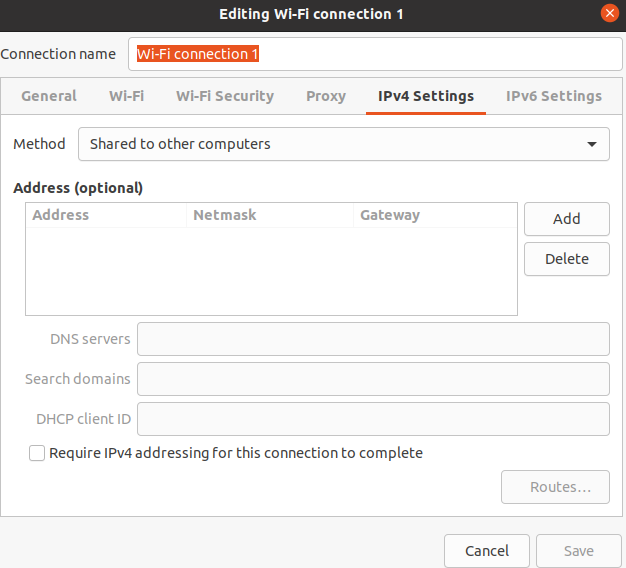 Editing Wi-Fi connection 1
Connection name Wi-Fi connection 1
General Wi-Fi Wi-Fi Security Proxy IPv4 Settings IPv6 Settings
Method Shared to other computers
Address (optional)
Address Netmask Gateway
Add
Delete
DNS servers
Search domains
DHCP client ID
Require IPv4 addressing for this connection to complete
Routes...
Cancel Save